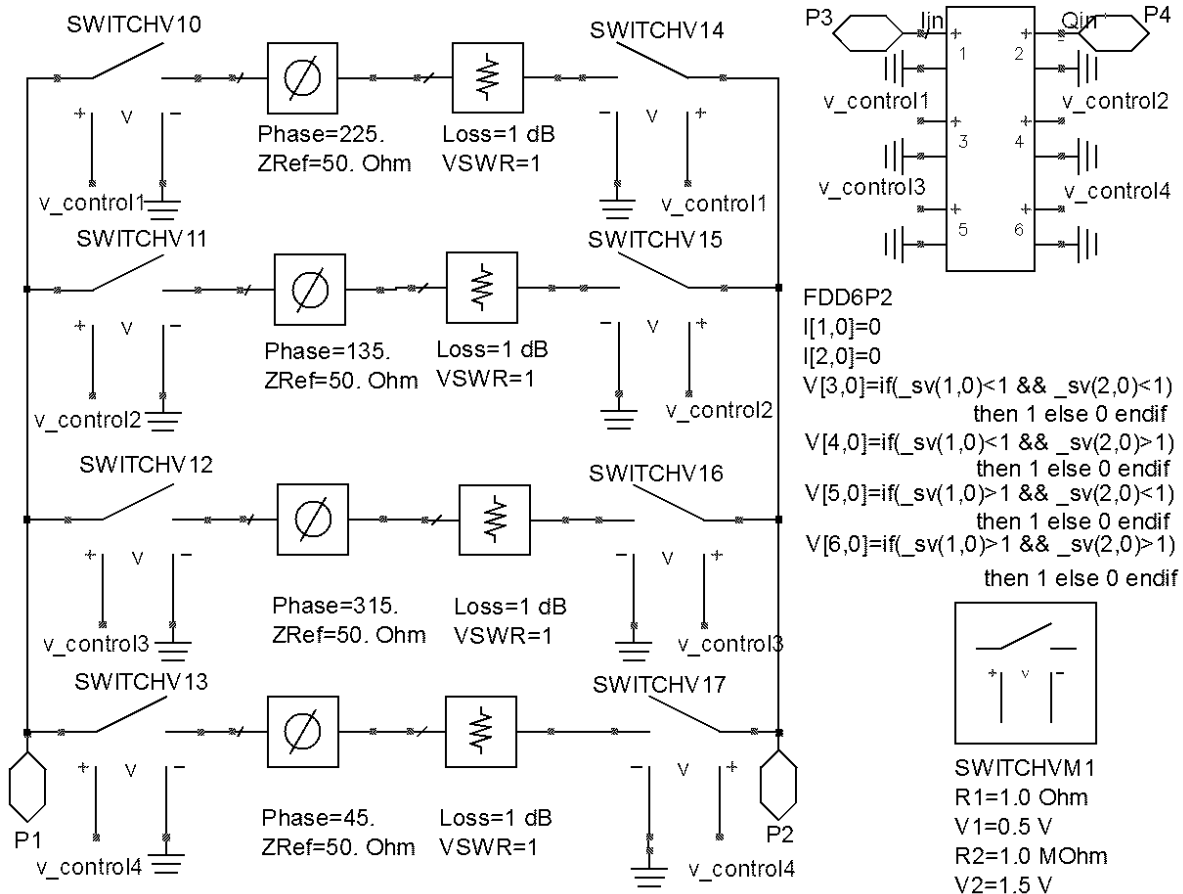 SWITCHV10
SWITCHV14
+ V -
- V +
Phase=225.
ZRef=50. Ohm
Loss=1 dB
VSWR=1
v_control1
v_control1
SWITCHV11
SWITCHV15
+ V -
- V +
Phase=135.
ZRef=50. Ohm
Loss=1 dB
VSWR=1
v_control2
v_control2
SWITCHV12
SWITCHV16
+ V -
- V +
Phase=315.
ZRef=50. Ohm
Loss=1 dB
VSWR=1
v_control3
v_control3
SWITCHV13
SWITCHV17
+ V -
- V +
Phase=45.
ZRef=50. Ohm
Loss=1 dB
VSWR=1
v_control4
v_control4
P1
P2
P3
Iin
Qin
P4
+ +
1 2
v_control1
v_control2
+ +
3 4
v_control3
v_control4
+ +
5 6
FDD6P2
I[1,0]=0
I[2,0]=0
V[3,0]=if(_sv(1,0)<1 && _sv(2,0)<1)
then 1 else 0 endif
V[4,0]=if(_sv(1,0)<1 && _sv(2,0)>1)
then 1 else 0 endif
V[5,0]=if(_sv(1,0)>1 && _sv(2,0)<1)
then 1 else 0 endif
V[6,0]=if(_sv(1,0)>1 && _sv(2,0)>1)
then 1 else 0 endif
+ V -
SWITCHVM1
R1=1.0 Ohm
V1=0.5 V
R2=1.0 MOhm
V2=1.5 V